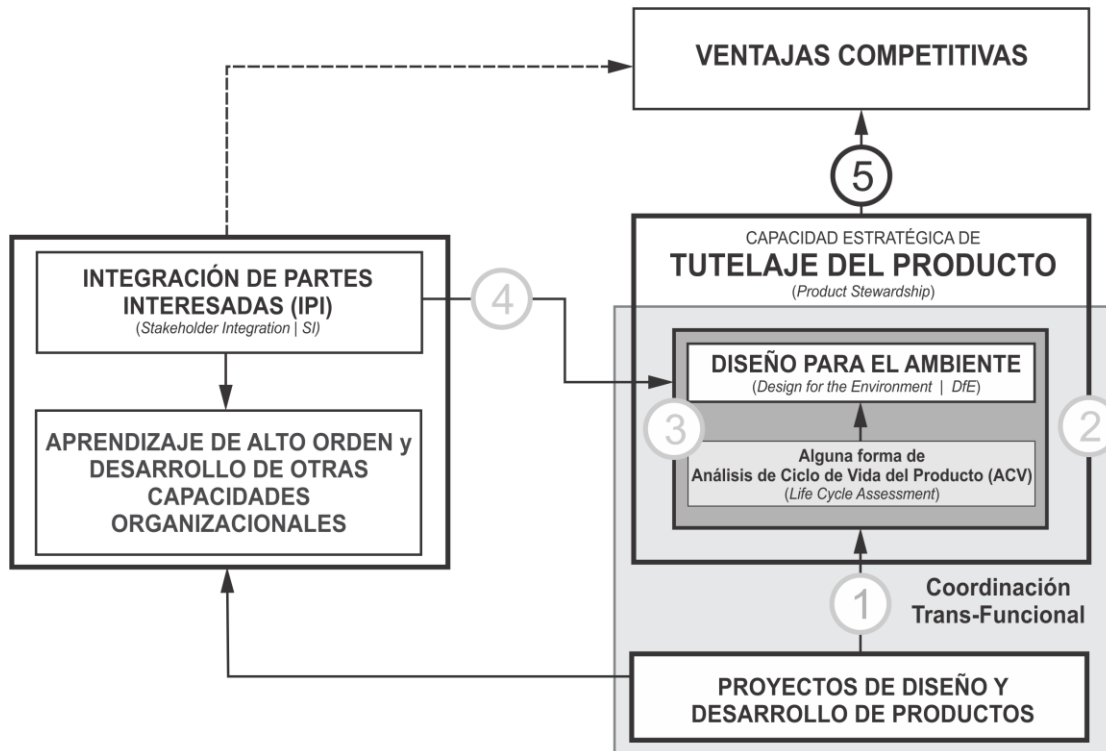 VENTAJAS COMPETITIVAS
5
CAPACIDAD ESTRATÉGICA DE
TUTELAJE DEL PRODUCTO
(Product Stewardship)
INTEGRACIÓN DE PARTES
INTERESADAS (IPI)
(Stakeholder Integration | SI)
4
DISEÑO PARA EL AMBIENTE
(Design for the Environment | DfE)
3
2
APRENDIZAJE DE ALTO ORDEN y
DESARROLLO DE OTRAS
CAPACIDADES
ORGANIZACIONALES
Alguna forma de
Análisis de Ciclo de Vida del Producto (ACV)
(Life Cycle Assessment)
1
Coordinación
Trans-Funcional
PROYECTOS DE DISEÑO Y
DESARROLLO DE PRODUCTOS